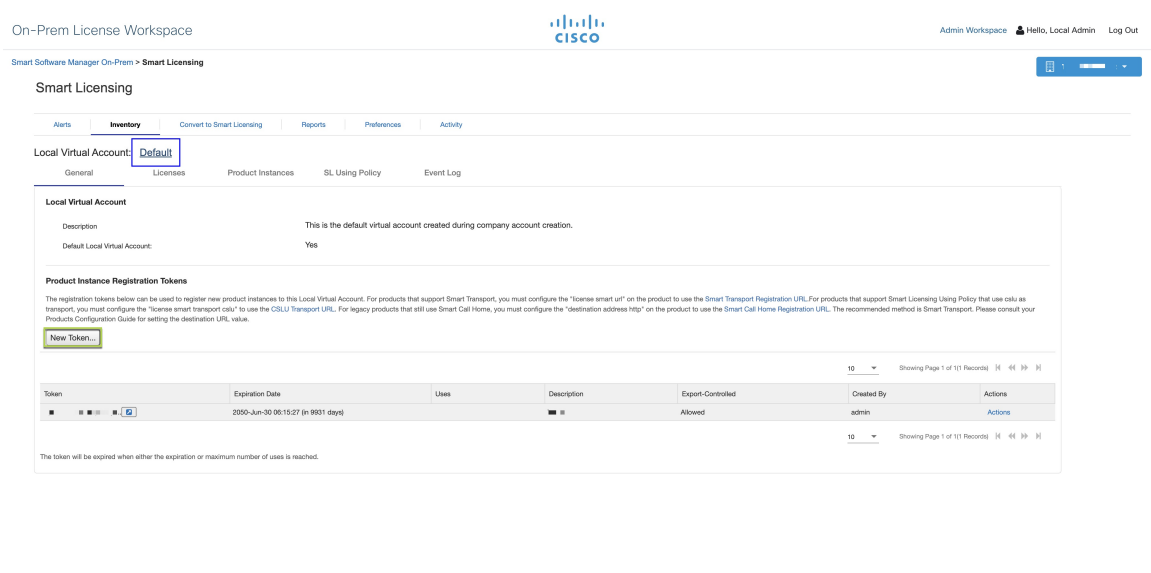 On-Prem License Workspace
CISCO
Admin Workspace Hello, Local Admin Log Out
Smart Software Manager On-Prem > Smart Licensing
Smart Licensing
Alerts Inventory Convert to Smart Licensing Reports Preferences Activity
Local Virtual Account: Default
General Licenses Product Instances SL Using Policy Event Log
Local Virtual Account
Description This is the default virtual account created during company account creation.
Default Local Virtual Account: Yes
Product Instance Registration Tokens
The registration tokens below can be used to register new product instances to this Local Virtual Account. For products that support Smart Transport, you must configure the "license smart url" on the product to use the Smart Transport Registration URL.For products that support Smart Licensing Using Policy that use cslu as
transport, you must configure the "license smart transport cslu" to use the CSLU Transport URL. For legacy products that still use Smart Call Home, you must configure the "destination address http" on the product to use the Smart Call Home Registration URL. The recommended method is Smart Transport. Please consult your
Products Configuration Guide for setting the destination URL value.
New Token...
10 Showing Page 1 of 1(1 Records)
Token Expiration Date Uses Description Export-Controlled Created By Actions
2050-Jun-30 06:15:27 (in 9931 days) Allowed admin Actions
10 Showing Page 1 of 1(1 Records)
The token will be expired when either the expiration or maximum number of uses is reached.